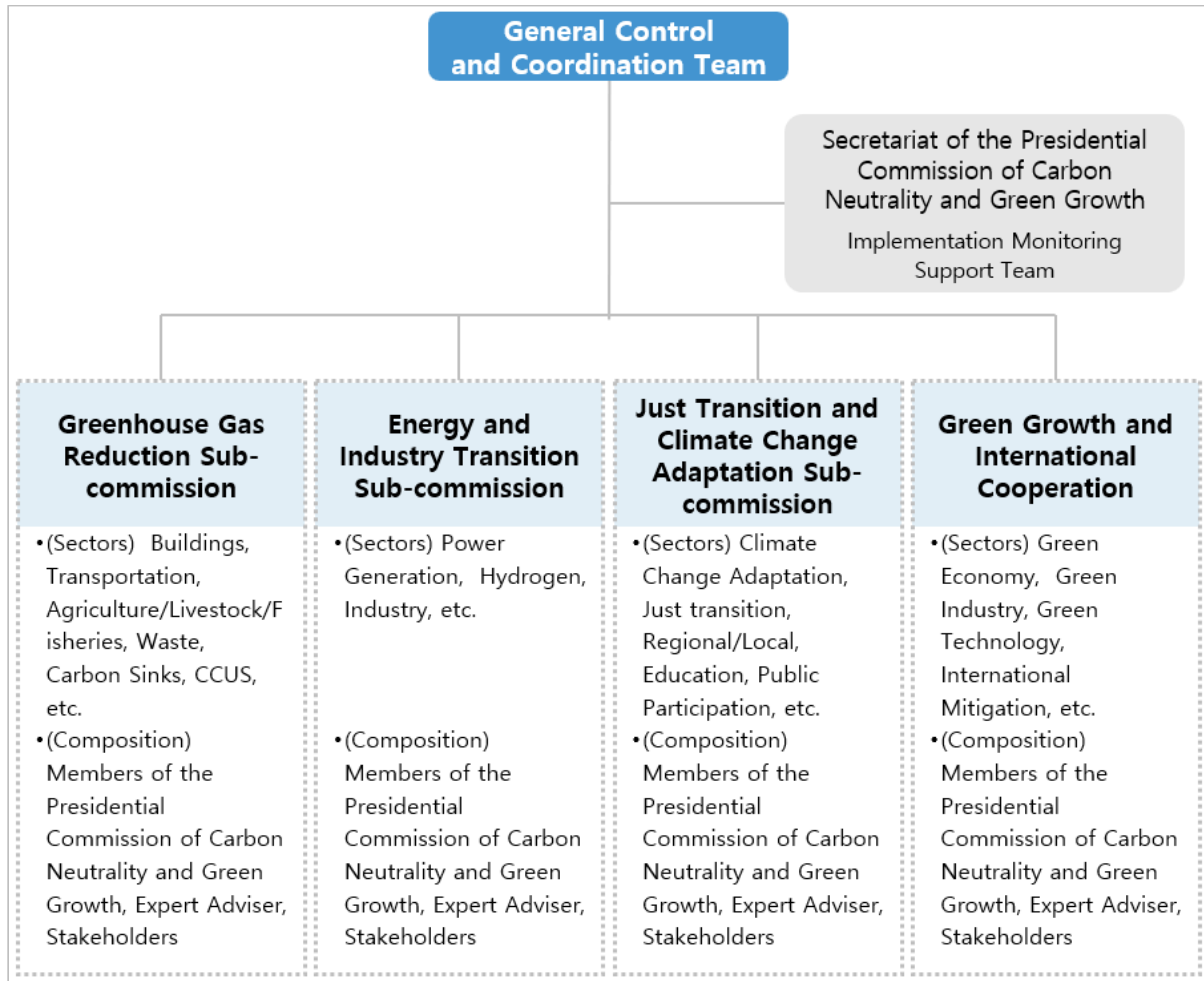 General Control
and Coordination Team
Secretariat of the Presidential
Commission of Carbon
Neutrality and Green Growth
Implementation Monitoring
Support Team
Greenhouse Gas
Reduction Sub-
commission
•(Sectors) Buildings,
Transportation,
Agriculture/Livestock/F
isheries, Waste,
Carbon Sinks, CCUS,
etc.
•(Composition)
Members of the
Presidential
Commission of Carbon
Neutrality and Green
Growth, Expert Adviser,
Stakeholders
Energy and
Industry Transition
Sub-commission
•(Sectors) Power
Generation, Hydrogen,
Industry, etc.
•(Composition)
Members of the
Presidential
Commission of Carbon
Neutrality and Green
Growth, Expert Adviser,
Stakeholders
Just Transition and
Climate Change
Adaptation Sub-
commission
•(Sectors) Climate
Change Adaptation,
Just transition,
Regional/Local,
Education, Public
Participation, etc.
•(Composition)
Members of the
Presidential
Commission of Carbon
Neutrality and Green
Growth, Expert Adviser,
Stakeholders
Green Growth and
International
Cooperation
•(Sectors) Green
Economy, Green
Industry, Green
Technology,
International
Mitigation, etc.
•(Composition)
Members of the
Presidential
Commission of Carbon
Neutrality and Green
Growth, Expert Adviser,
Stakeholders